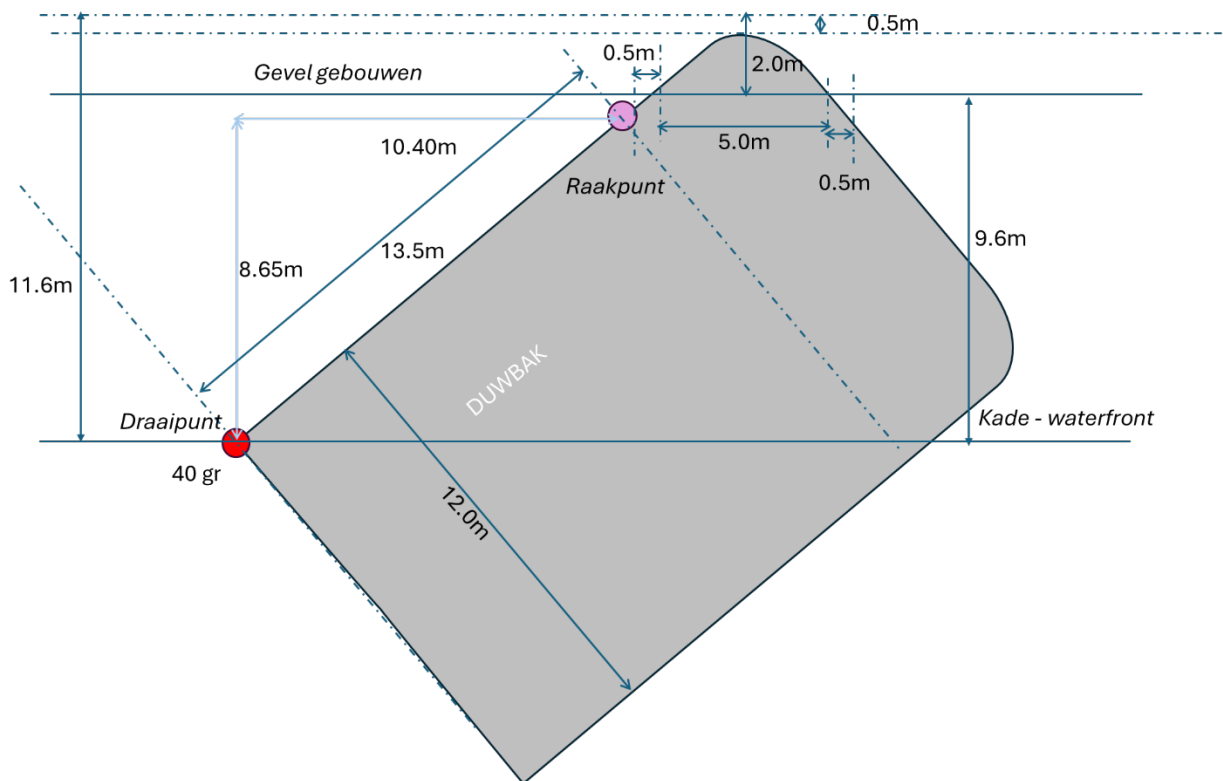 0.5m
0.5m
Gevel gebouwen
2.0m
10.40m
5.0m
Raakpunt
0.5m
13.5m
9.6m
8.65m
11.6m
DUWBAK
Draaipunt
Kade - waterfront
40 gr
12.0m